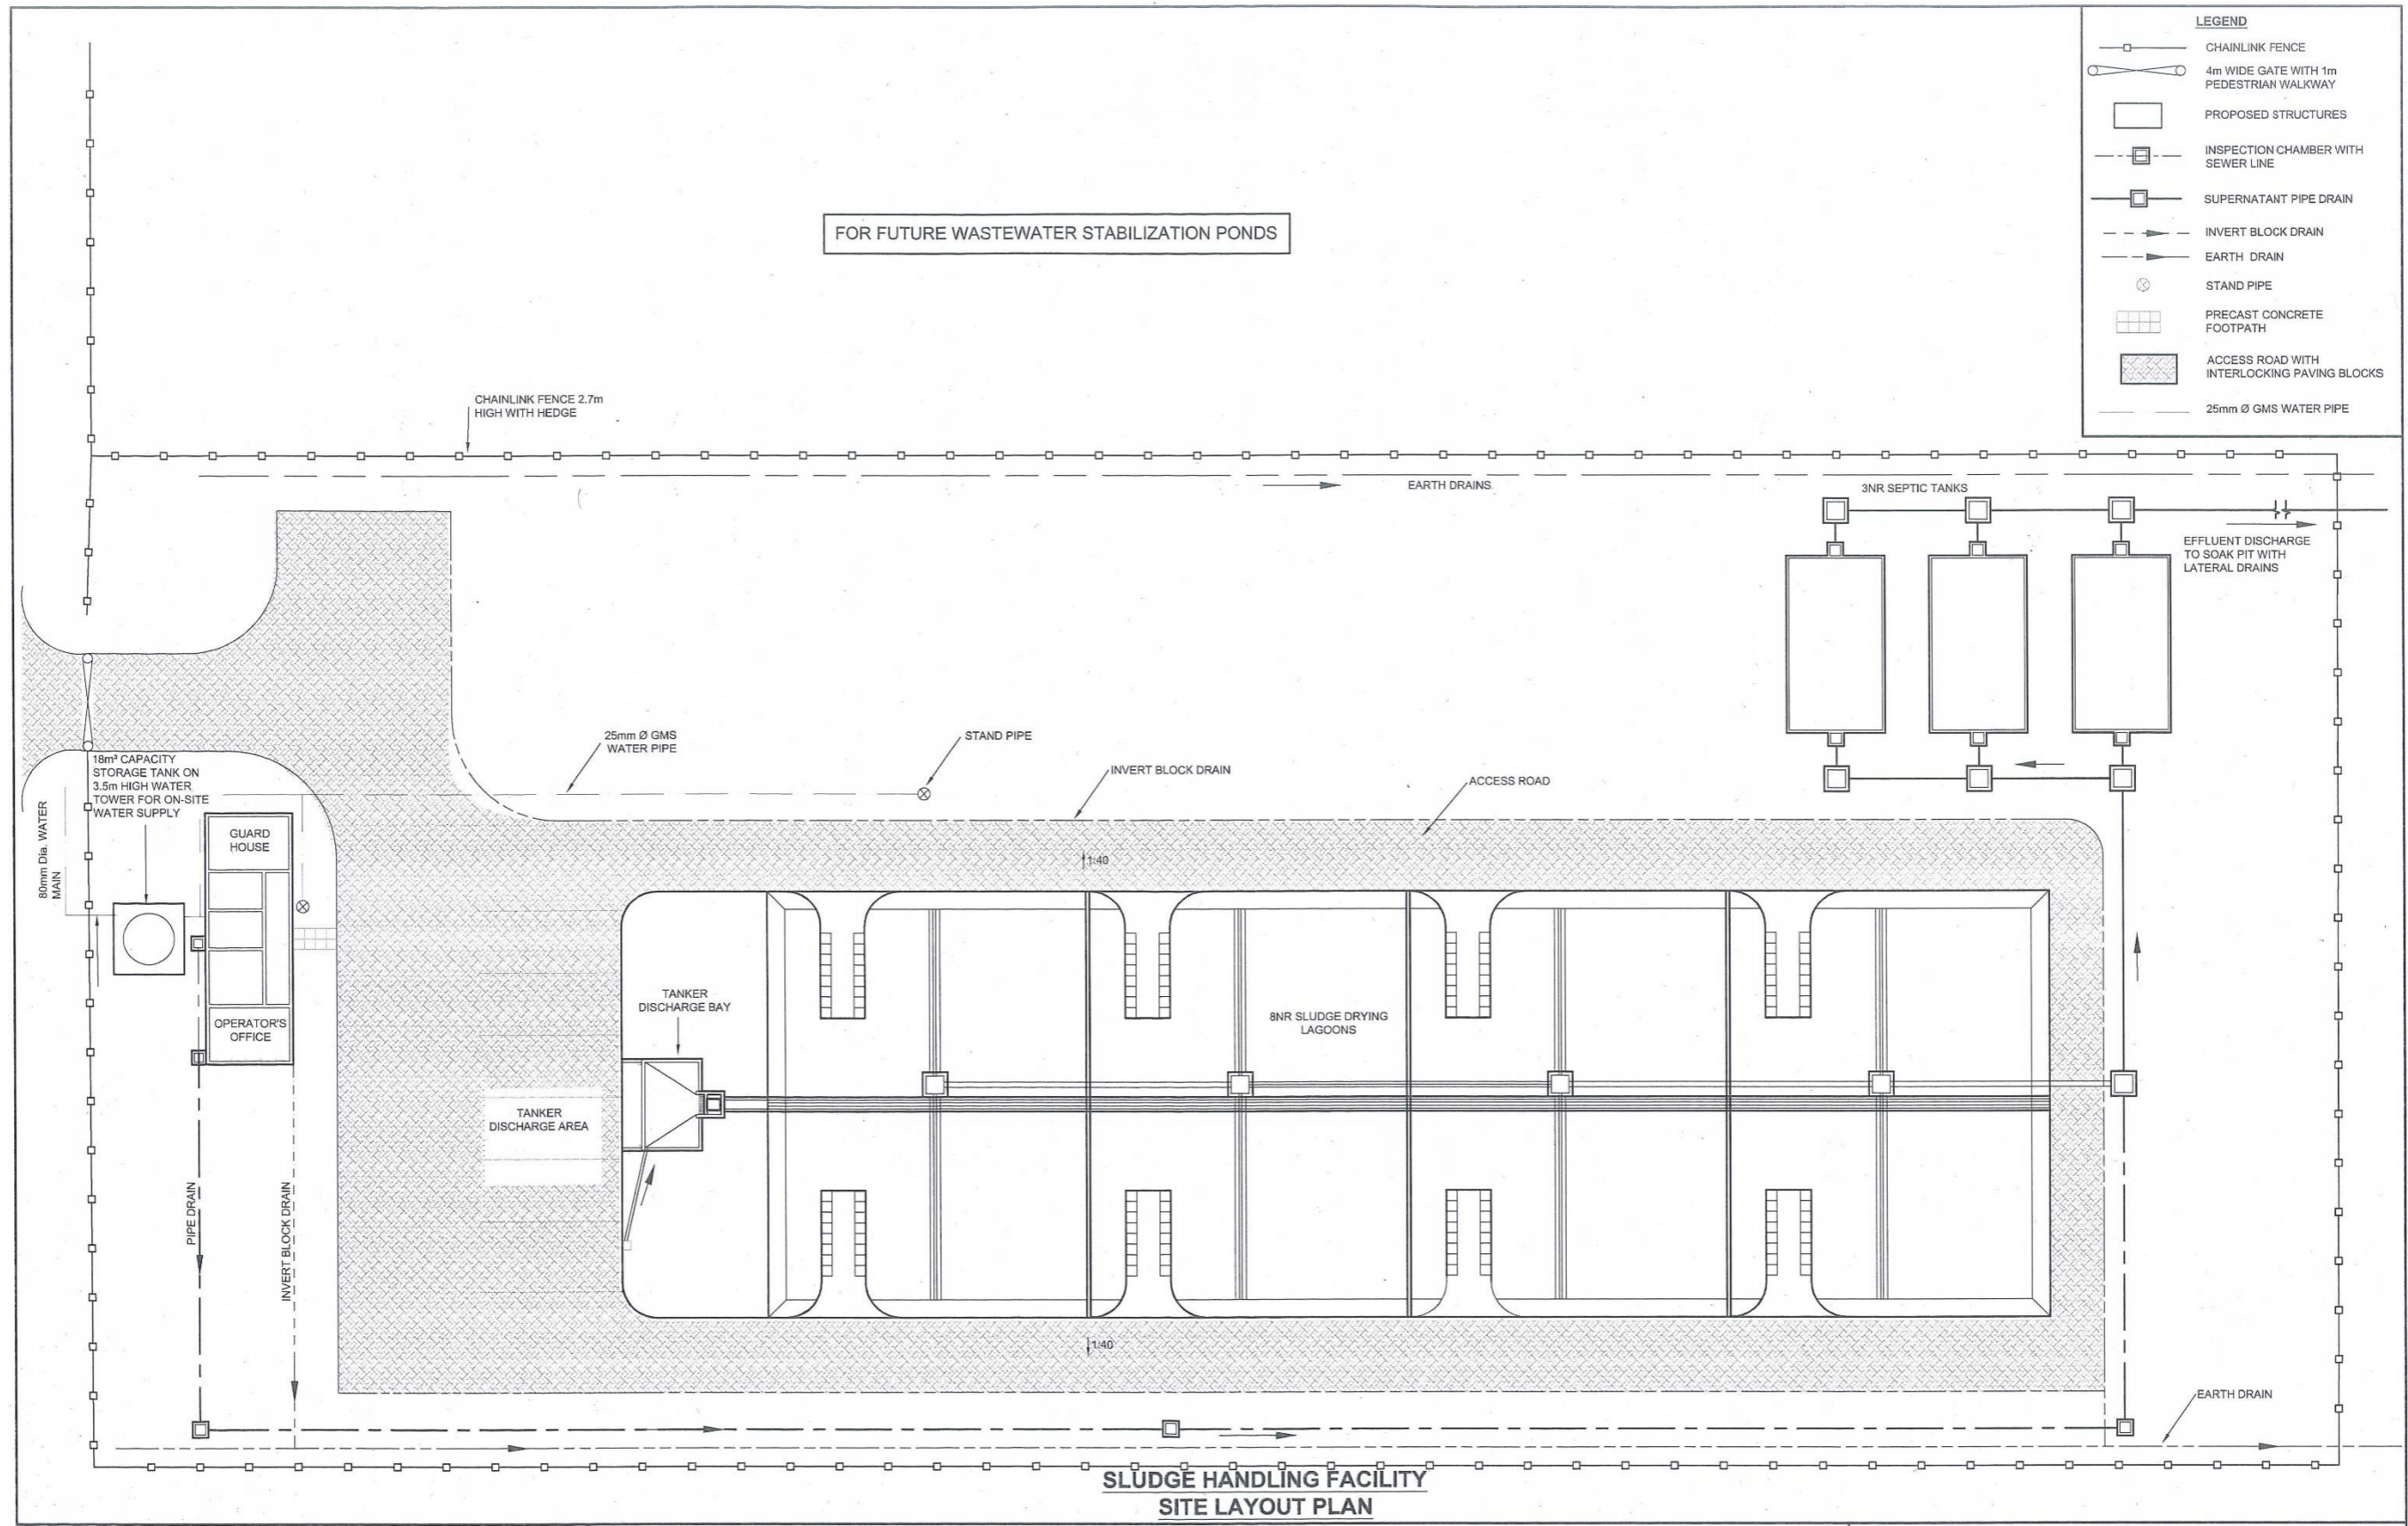 LEGEND
CHAINLINK FENCE
4m WIDE GATE WITH 1m
PEDESTRIAN WALKWAY
PROPOSED STRUCTURES
INSPECTION CHAMBER WITH
SEWER LINE
SUPERNATANT PIPE DRAIN
INVERT BLOCK DRAIN
EARTH DRAIN
STAND PIPE
PRECAST CONCRETE
FOOTPATH
ACCESS ROAD WITH
INTERLOCKING PAVING BLOCKS
25mm Ø GMS WATER PIPE
FOR FUTURE WASTEWATER STABILIZATION PONDS
CHAINLINK FENCE 2.7m
HIGH WITH HEDGE
EARTH DRAINS
3NR SEPTIC TANKS
EFFLUENT DISCHARGE
TO SOAK PIT WITH
LATERAL DRAINS
25mm Ø GMS
WATER PIPE
STAND PIPE
INVERT BLOCK DRAIN
ACCESS ROAD
18m³ CAPACITY
STORAGE TANK ON
3.5m HIGH WATER
TOWER FOR ON-SITE
WATER SUPPLY
80mm Dia. WATER
MAIN
GUARD
HOUSE
1:40
OPERATOR'S
OFFICE
TANKER
DISCHARGE BAY
8NR SLUDGE DRYING
LAGOONS
TANKER
DISCHARGE AREA
PIPE DRAIN
INVERT BLOCK DRAIN
1:40
EARTH DRAIN
SLUDGE HANDLING FACILITY
SITE LAYOUT PLAN